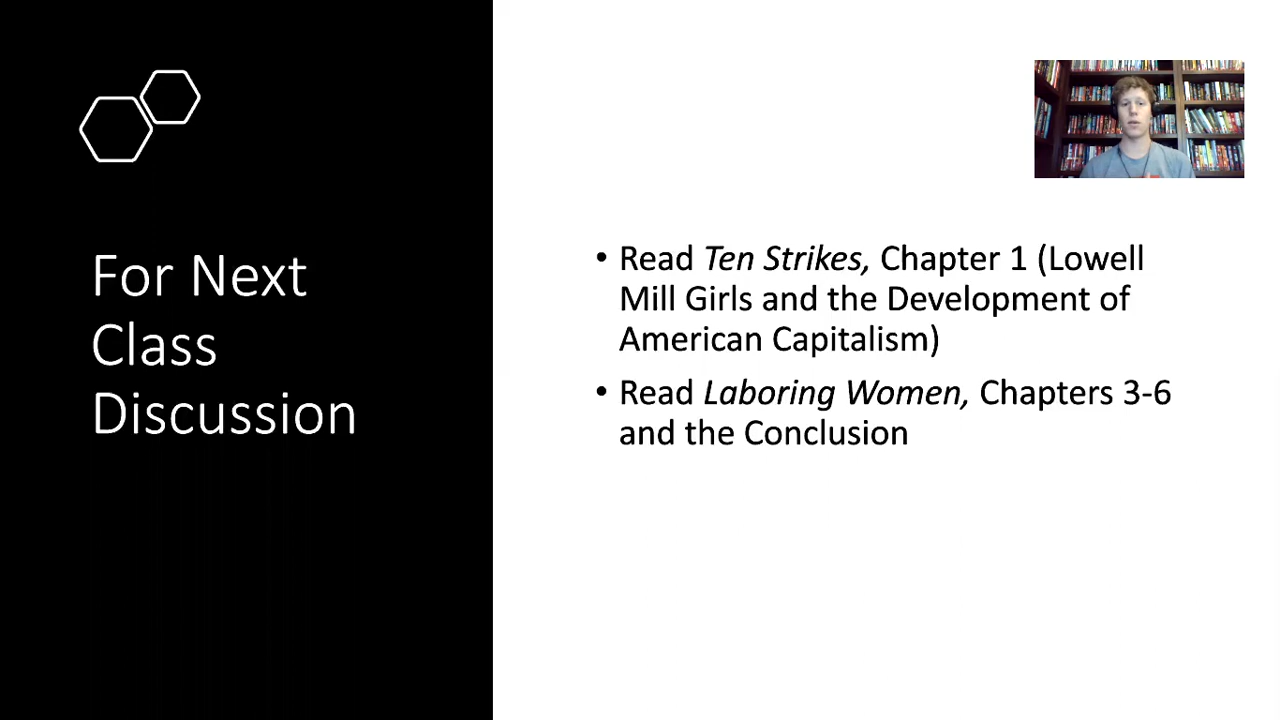 For Next
Class
Discussion
• Read Ten Strikes, Chapter 1 (Lowell
Mill Girls and the Development of
American Capitalism)
• Read Laboring Women, Chapters 3-6
and the Conclusion